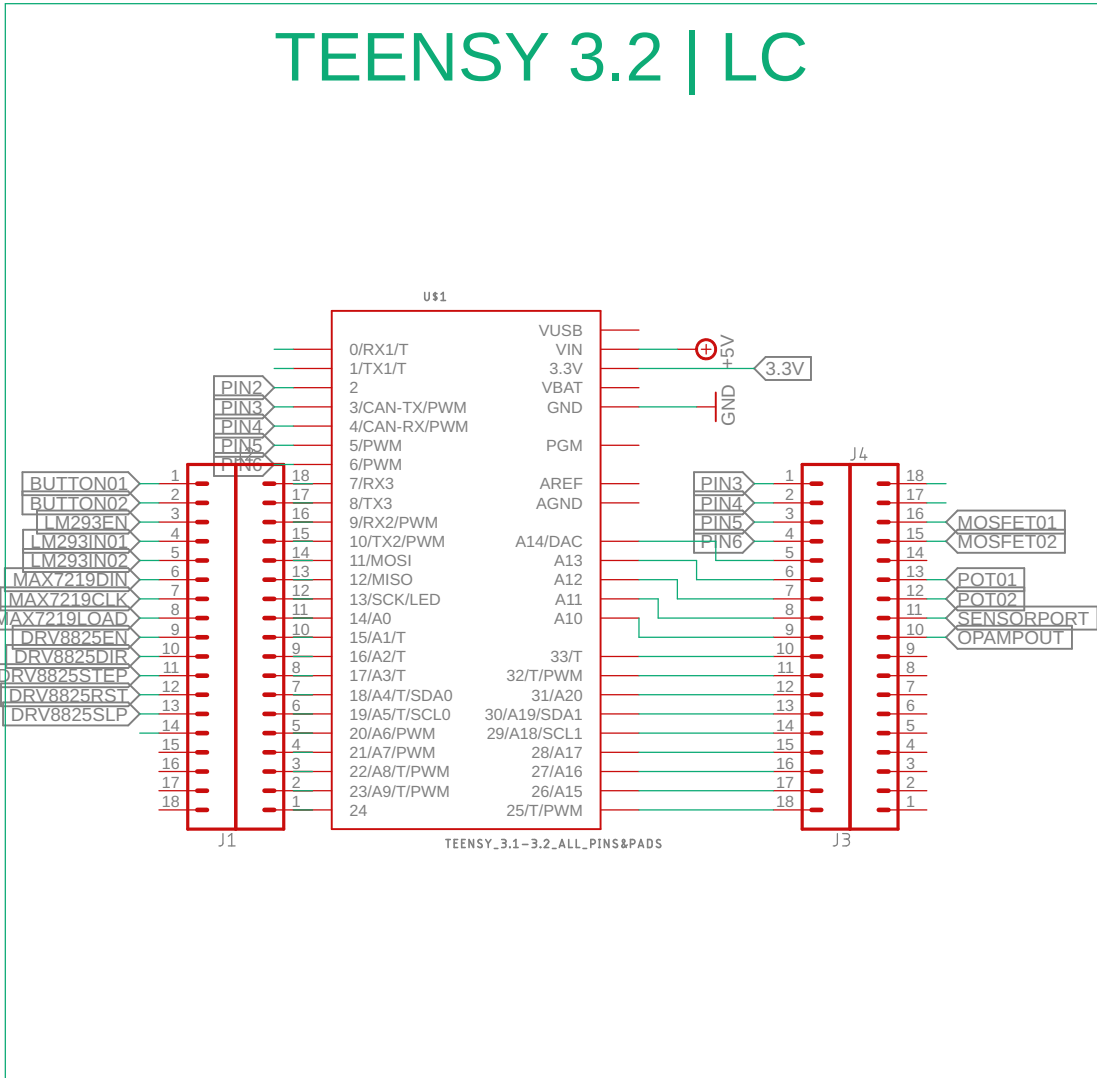 TEENSY 3.2 | LC
U$1
VUSB
0/RX1/T VIN +5V
1/TX1/T 3.3V 3.3V
PIN2 2 VBAT
PIN3 3/CAN-TX/PWM GND GND
PIN4 4/CAN-RX/PWM
PIN5 5/PWM PGM
PIN6 6/PWM J4
BUTTON01 1 18 7/RX3 AREF PIN3 1 18
BUTTON02 2 17 8/TX3 AGND PIN4 2 17
LM293EN 3 16 9/RX2/PWM PIN5 3 16 MOSFET01
LM293IN01 4 15 10/TX2/PWM A14/DAC PIN6 4 15 MOSFET02
LM293IN02 5 14 11/MOSI A13 5 14
MAX7219DIN 6 13 12/MISO A12 6 13 POT01
MAX7219CLK 7 12 13/SCK/LED A11 7 12 POT02
MAX7219LOAD 8 11 14/A0 A10 8 11 SENSORPORT
DRV8825EN 9 10 15/A1/T 9 10 OPAMPOUT
DRV8825DIR 10 9 16/A2/T 33/T 10 9
DRV8825STEP 11 8 17/A3/T 32/T/PWM 11 8
DRV8825RST 12 7 18/A4/T/SDA0 31/A20 12 7
DRV8825SLP 13 6 19/A5/T/SCL0 30/A19/SDA1 13 6
14 5 20/A6/PWM 29/A18/SCL1 14 5
15 4 21/A7/PWM 28/A17 15 4
16 3 22/A8/T/PWM 27/A16 16 3
17 2 23/A9/T/PWM 26/A15 17 2
18 1 24 25/T/PWM 18 1
J1 TEENSY_3.1-3.2_ALL_PINS&PADS J3